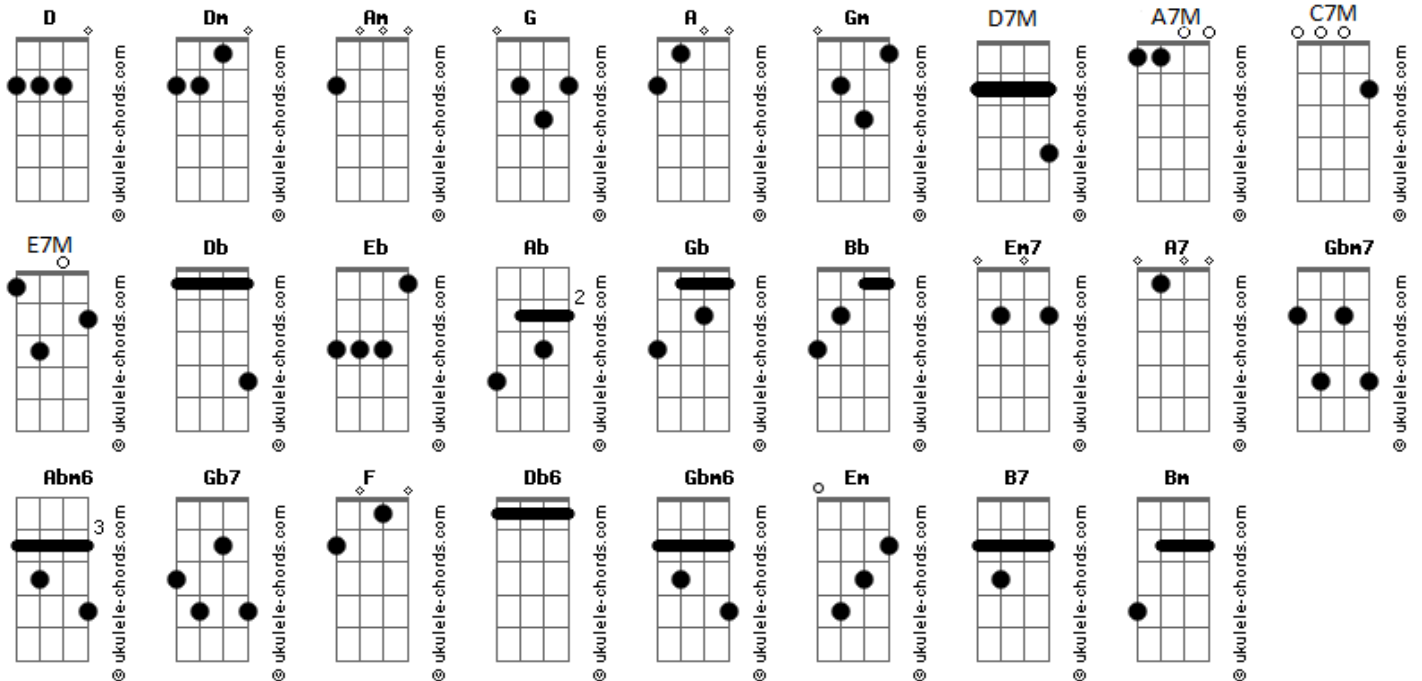 D Dm Am G A Gm D7M A7M C7M
© ukulele-chords.com © ukulele-chords.com © ukulele-chords.com © ukulele-chords.com © ukulele-chords.com © ukulele-chords.com © ukulele-chords.com © ukulele-chords.com © ukulele-chords.com
E7M Db Eb Ab Gb Bb Em7 A7 Gbm7
2
© ukulele-chords.com © ukulele-chords.com © ukulele-chords.com © ukulele-chords.com © ukulele-chords.com © ukulele-chords.com © ukulele-chords.com © ukulele-chords.com © ukulele-chords.com
Abm6 Gb7 F Db6 Gbm6 Em B7 Bm
3
© ukulele-chords.com © ukulele-chords.com © ukulele-chords.com © ukulele-chords.com © ukulele-chords.com © ukulele-chords.com © ukulele-chords.com © ukulele-chords.com